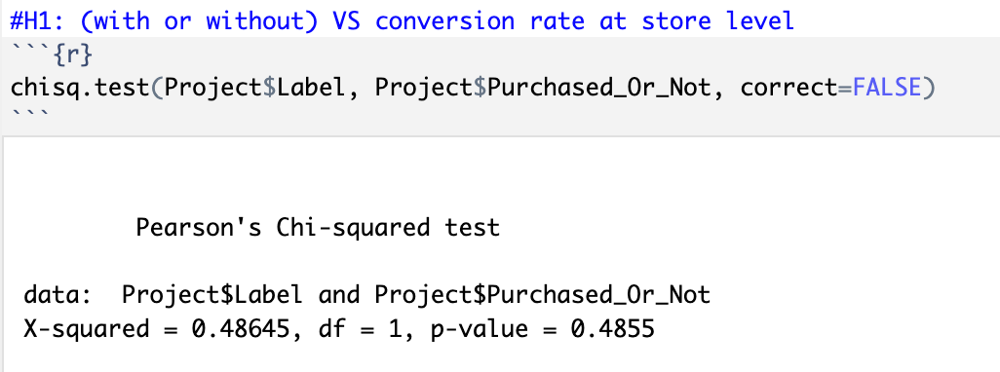 #H1: (with or without) VS conversion rate at store level
```{r}
chisq.test(Project$Label, Project$Purchased_Or_Not, correct=FALSE)
```
Pearson's Chi-squared test
data:  Project$Label and Project$Purchased_Or_Not
X-squared = 0.48645, df = 1, p-value = 0.4855